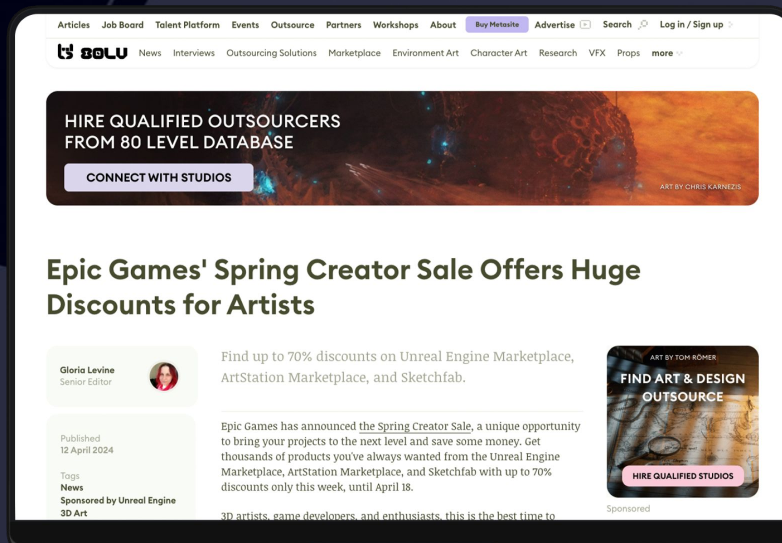 Articles Job Board Talent Platform Events Outsource Partners Workshops About Buy Metasite Advertise Search Log in / Sign up
80LV News Interviews Outsourcing Solutions Marketplace Environment Art Character Art Research VFX Props more
HIRE QUALIFIED OUTSOURCERS
FROM 80 LEVEL DATABASE
CONNECT WITH STUDIOS
ART BY CHRIS KARNEZIS
Epic Games' Spring Creator Sale Offers Huge
Discounts for Artists
Gloria Levine
Senior Editor
Published
12 April 2024
Tags
News
Sponsored by Unreal Engine
3D Art
Find up to 70% discounts on Unreal Engine Marketplace,
ArtStation Marketplace, and Sketchfab.
Epic Games has announced the Spring Creator Sale, a unique opportunity
to bring your projects to the next level and save some money. Get
thousands of products you've always wanted from the Unreal Engine
Marketplace, ArtStation Marketplace, and Sketchfab with up to 70%
discounts only this week, until April 18.
3D artists, game developers, and enthusiasts, this is the best time to
ART BY TOM RÖMER
FIND ART & DESIGN
OUTSOURCE
HIRE QUALIFIED STUDIOS
Sponsored